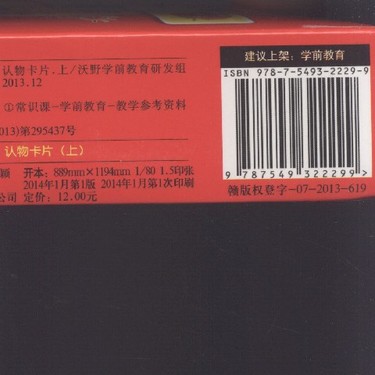 认物卡片.上/沃野学前教育研发组
2013.12
①常识课-学前教育-教学参考资料
013)第295437号
认物卡片（上）
颖 开本：889mm×1194mm 1/80 1.5印张
2014年1月第1版 2014年1月第1次印刷
公司 定价：12.00元
建议上架：学前教育
ISBN 978-7-5493-2229-9
9 787549 322299>
赣版权登字-07-2013-619